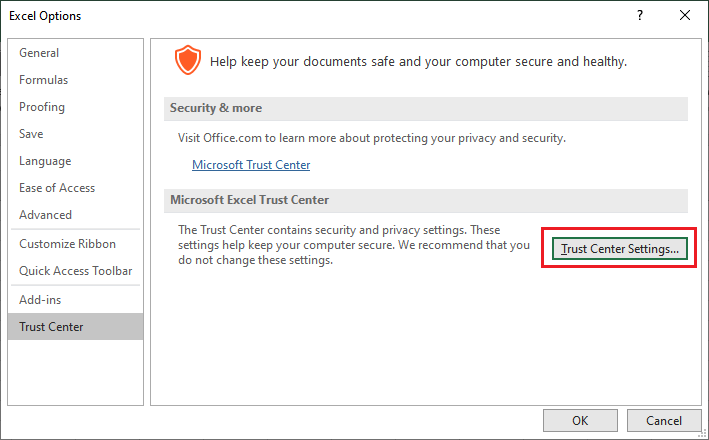 Excel Options
?
General
Formulas
Proofing
Save
Language
Ease of Access
Advanced
Customize Ribbon
Quick Access Toolbar
Add-ins
Trust Center
Help keep your documents safe and your computer secure and healthy.
Security & more
Visit Office.com to learn more about protecting your privacy and security.
Microsoft Trust Center
Microsoft Excel Trust Center
The Trust Center contains security and privacy settings. These
settings help keep your computer secure. We recommend that you
do not change these settings.
Trust Center Settings...
OK
Cancel